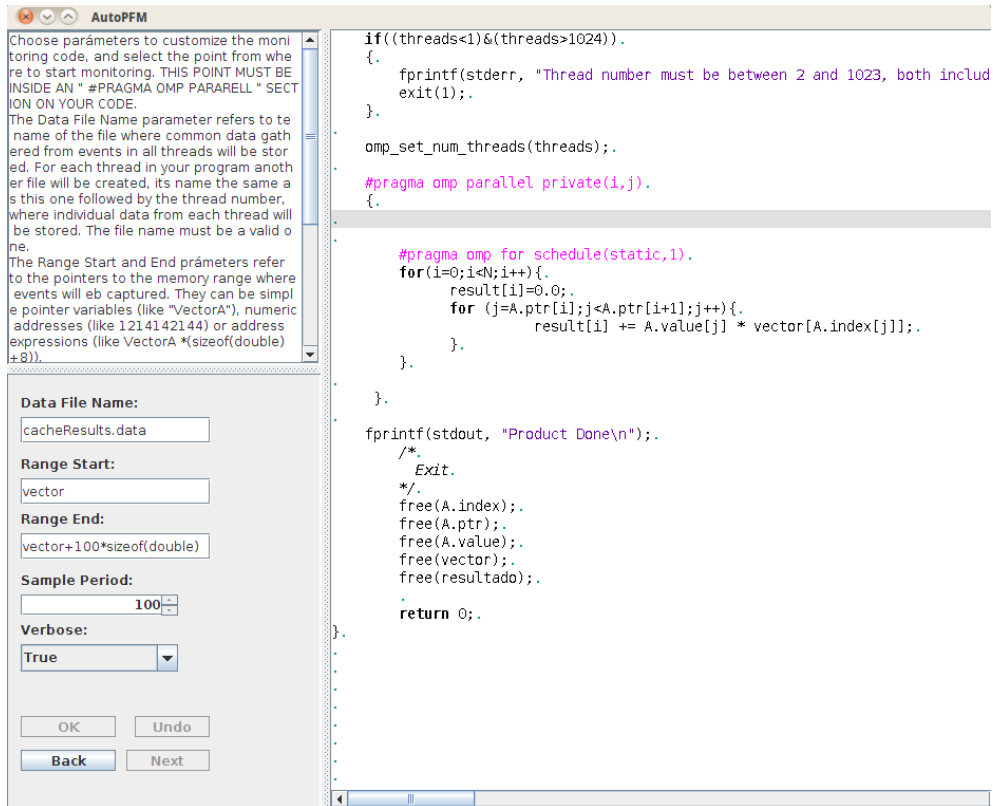 AutoPFM
Choose parámeters to customize the moni
toring code, and select the point from whe
re to start monitoring. THIS POINT MUST BE
INSIDE AN " #PRAGMA OMP PARARELL " SECT
ION ON YOUR CODE.
The Data File Name parameter refers to te
name of the file where common data gath
ered from events in all threads will be stor
ed. For each thread in your program anoth
er file will be created, its name the same a
s this one followed by the thread number,
where individual data from each thread will
be stored. The file name must be a valid o
ne.
The Range Start and End prámeters refer
to the pointers to the memory range where
events will eb captured. They can be simpl
e pointer variables (like "VectorA"), numeric
addresses (like 1214142144) or address
expressions (like VectorA *(sizeof(double)
+8)).
Data File Name:
cacheResults.data
Range Start:
vector
Range End:
vector+100*sizeof(double)
Sample Period:
100
Verbose:
True
OK Undo
Back Next
if((threads<1)&(threads>1024)).
{.
fprintf(stderr, "Thread number must be between 2 and 1023, both includ
exit(1);.
}.
.
omp_set_num_threads(threads);.
.
#pragma omp parallel private(i,j).
{.
.
.
#pragma omp for schedule(static,1).
for(i=0;i<N;i++){.
result[i]=0.0;.
for (j=A.ptr[i];j<A.ptr[i+1];j++){.
result[i] += A.value[j] * vector[A.index[j]];.
}.
}.
.
}.
.
fprintf(stdout, "Product Done\n");.
/*.
Exit.
*/.
free(A.index);.
free(A.ptr);.
free(A.value);.
free(vector);.
free(resultado);.
.
return 0;.
}.
.
.
.
.
.
.
.
.